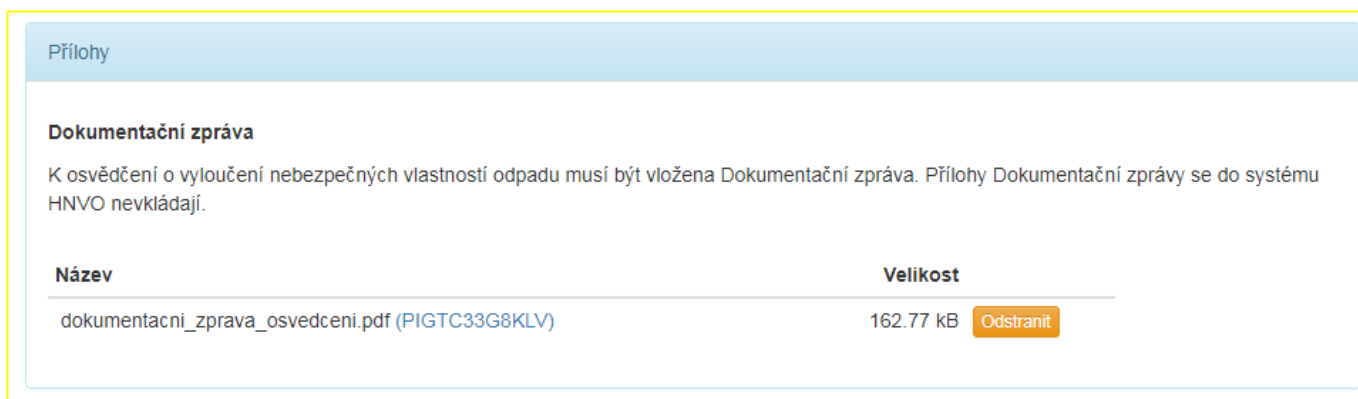 Přílohy
Dokumentační zpráva
K osvědčení o vyloučení nebezpečných vlastností odpadu musí být vložena Dokumentační zpráva. Přílohy Dokumentační zprávy se do systému
HNVO nevkládají.
Název Velikost
dokumentacni_zprava_osvedceni.pdf (PIGTC33G8KLV) 162.77 kB Odstranit